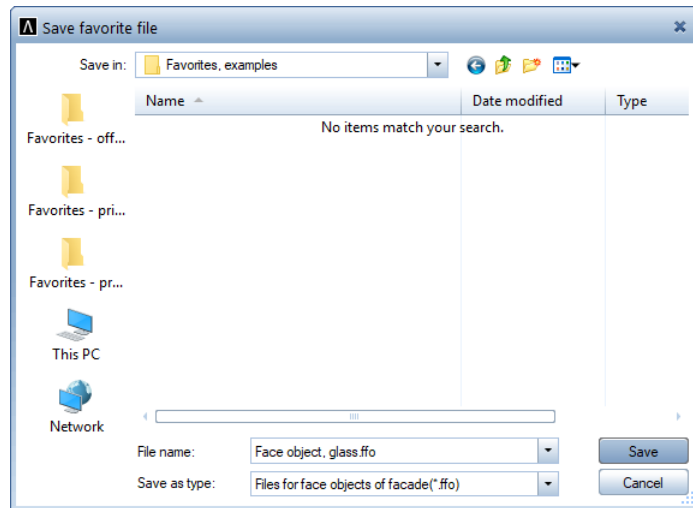 Save favorite file
Save in: Favorites, examples
Name Date modified Type
No items match your search.
Favorites - off...
Favorites - pri...
Favorites - pr...
This PC
Network
File name: Face object, glass.ffo Save
Save as type: Files for face objects of facade(*.ffo) Cancel